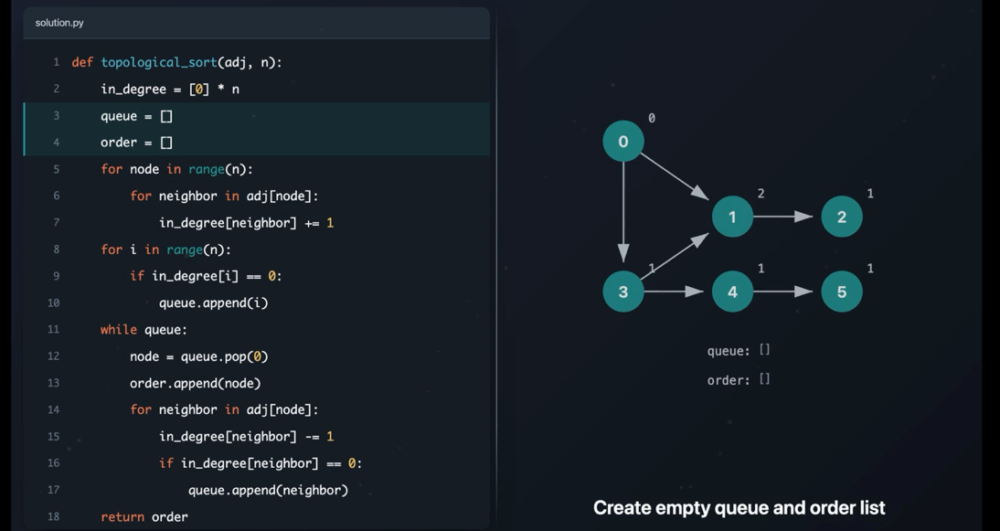 solution.py
1 def topological_sort(adj, n):
2 in_degree = [0] * n
3 queue = []
4 order = []
5 for node in range(n):
6 for neighbor in adj[node]:
7 in_degree[neighbor] += 1
8 for i in range(n):
9 if in_degree[i] == 0:
10 queue.append(i)
11 while queue:
12 node = queue.pop(0)
13 order.append(node)
14 for neighbor in adj[node]:
15 in_degree[neighbor] -= 1
16 if in_degree[neighbor] == 0:
17 queue.append(neighbor)
18 return order
0
0
2
1
1
2
1
1
1
3
4
5
queue: []
order: []
Create empty queue and order list